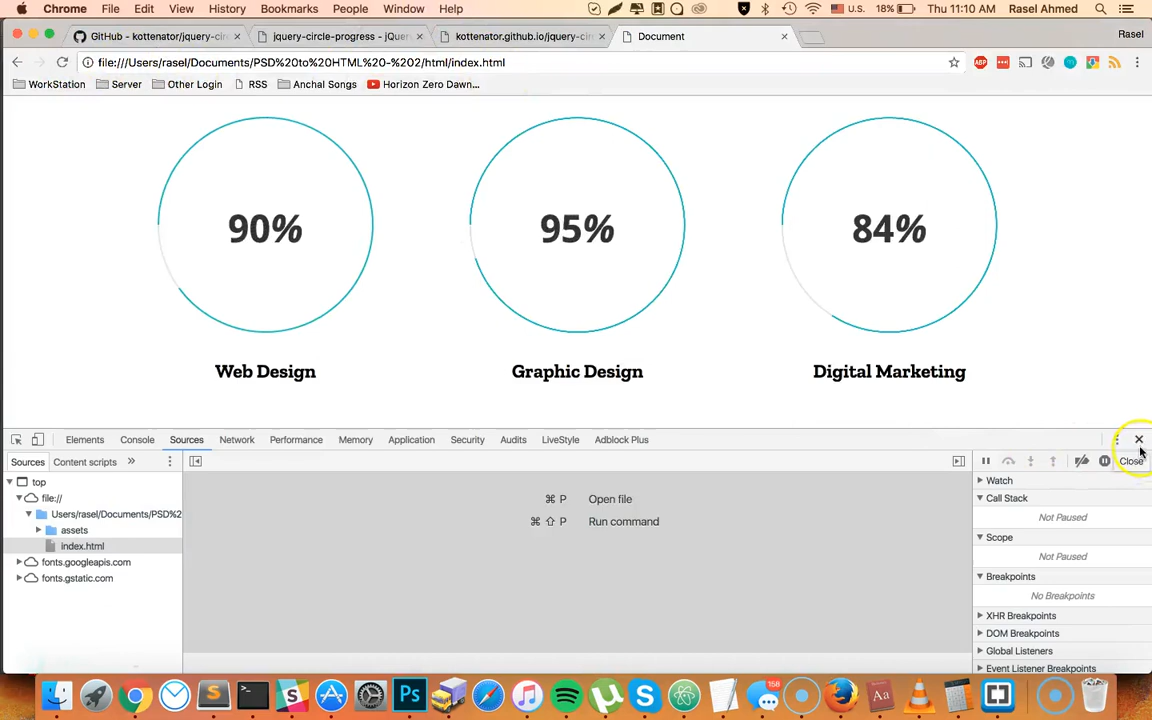 Chrome File Edit View History Bookmarks People Window Help U.S. 18% Thu 11:10 AM Rasel Ahmed
GitHub - kottenator/jquery-cir jquery-circle-progress - jQuery kottenator.github.io/jquery-circ Document Rasel
file:///Users/rasel/Documents/PSD%20to%20HTML%20-%202/html/index.html ABP
WorkStation Server Other Login RSS Anchal Songs Horizon Zero Dawn...
90% 95% 84%
Web Design Graphic Design Digital Marketing
Elements Console Sources Network Performance Memory Application Security Audits LiveStyle Adblock Plus
Sources Content scripts » Close
top Watch
file:// ⌘ P Open file Call Stack
Users/rasel/Documents/PSD%2 ⌘ ⇧ P Run command Not Paused
assets Scope
index.html Not Paused
fonts.googleapis.com Breakpoints
fonts.gstatic.com No Breakpoints
XHR Breakpoints
DOM Breakpoints
Global Listeners
Event Listener Breakpoints
158